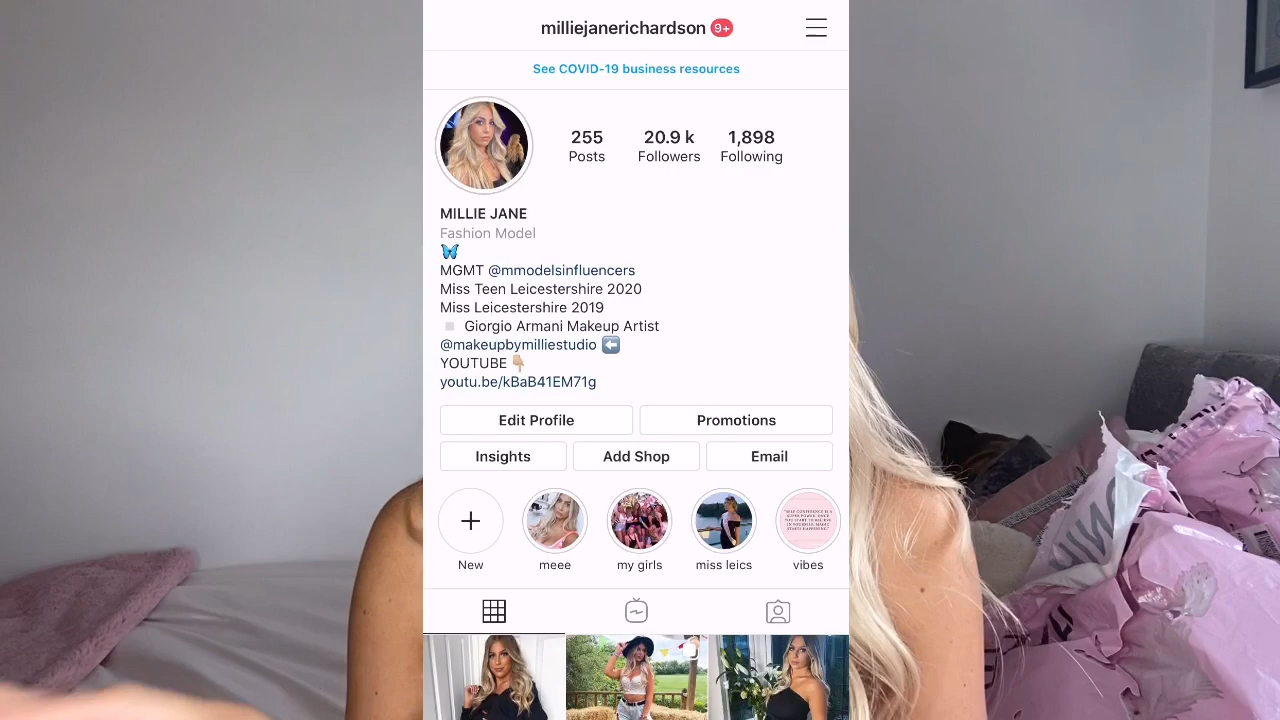 milliejanerichardson 9+
See COVID-19 business resources
255 20.9 k 1,898
Posts Followers Following
MILLIE JANE
Fashion Model
MGMT @mmodelsinfluencers
Miss Teen Leicestershire 2020
Miss Leicestershire 2019
Giorgio Armani Makeup Artist
@makeupbymilliestudio
YOUTUBE
youtu.be/kBaB41EM71g
Edit Profile Promotions
Insights Add Shop Email
New meee my girls miss leics vibes